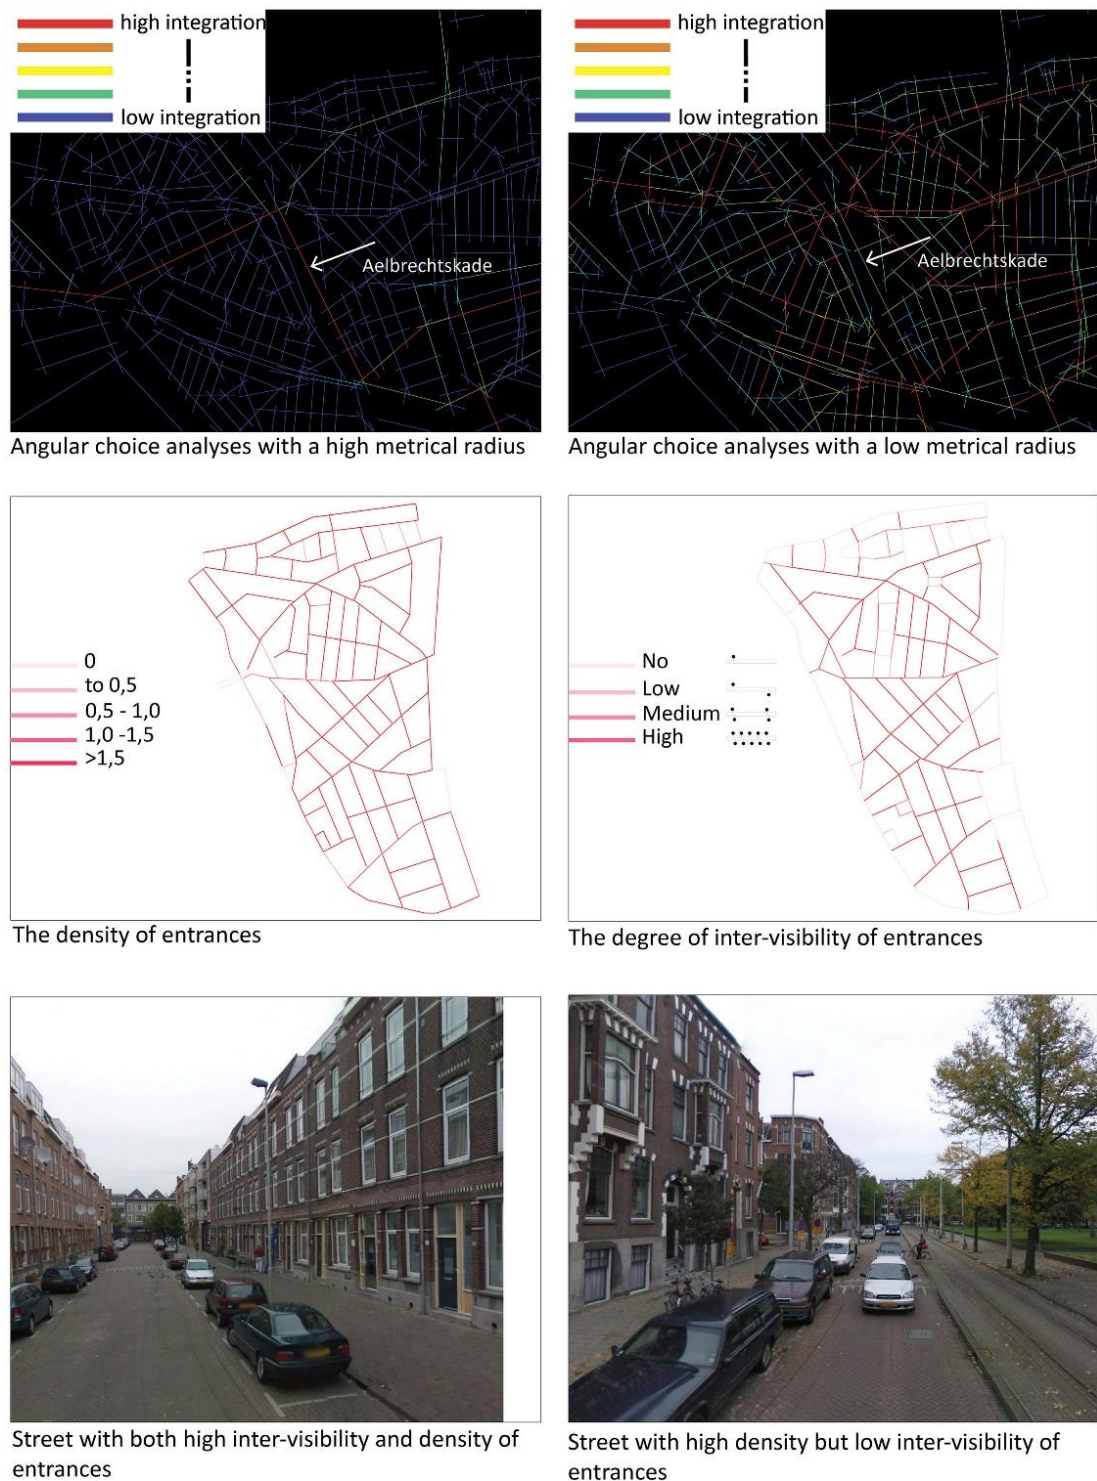 high integration
low integration
Aelbrechtskade
Angular choice analyses with a high metrical radius
high integration
low integration
Aelbrechtskade
Angular choice analyses with a low metrical radius
0
to 0,5
0,5 - 1,0
1,0 -1,5
>1,5
The density of entrances
No
Low
Medium
High
The degree of inter-visibility of entrances
Street with both high inter-visibility and density of
entrances
Street with high density but low inter-visibility of
entrances